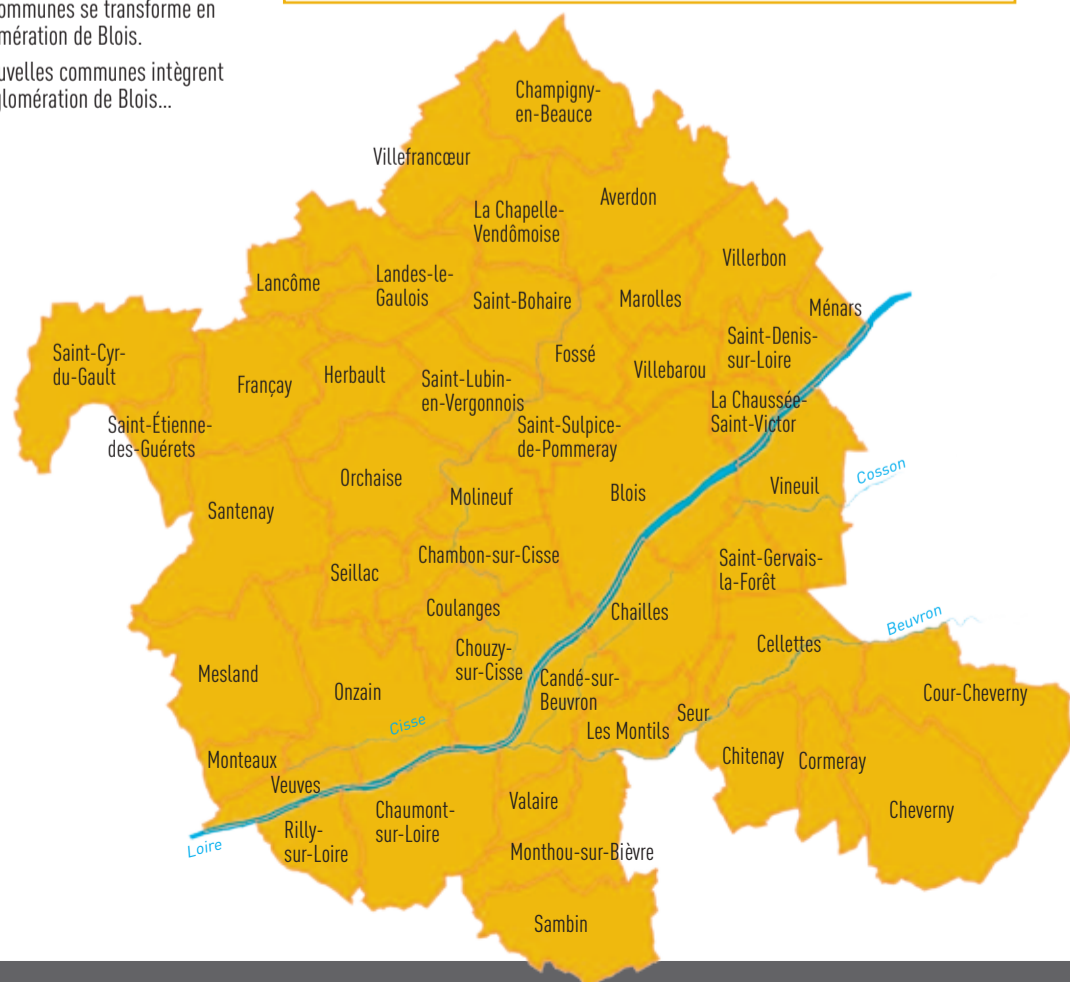 communes se transforme en
mération de Blois.
uvelles communes intègrent
glomération de Blois...
Champigny-
en-Beauce
Villefrancœur
Averdon
La Chapelle-
Vendômoise
Villerbon
Lancôme
Landes-le-
Gaulois
Saint-Bohaire
Marolles
Ménars
Saint-Denis-
sur-Loire
Saint-Cyr-
du-Gault
Françay
Herbault
Fossé
Villebarou
Saint-Lubin-
en-Vergonnois
La Chaussée-
Saint-Victor
Saint-Étienne-
des-Guérets
Saint-Sulpice-
de-Pommeray
Orchaise
Molineuf
Blois
Vineuil
Cosson
Santenay
Chambon-sur-Cisse
Saint-Gervais-
la-Forêt
Seillac
Coulanges
Chailles
Beuvron
Chouzy-
sur-Cisse
Cellettes
Mesland
Onzain
Candé-sur-
Beuvron
Cour-Cheverny
Cisse
Les Montils
Seur
Monteaux
Veuves
Chitenay
Cormeray
Chaumont-
sur-Loire
Valaire
Cheverny
Loire
Rilly-
sur-Loire
Monthou-sur-Bièvre
Sambin